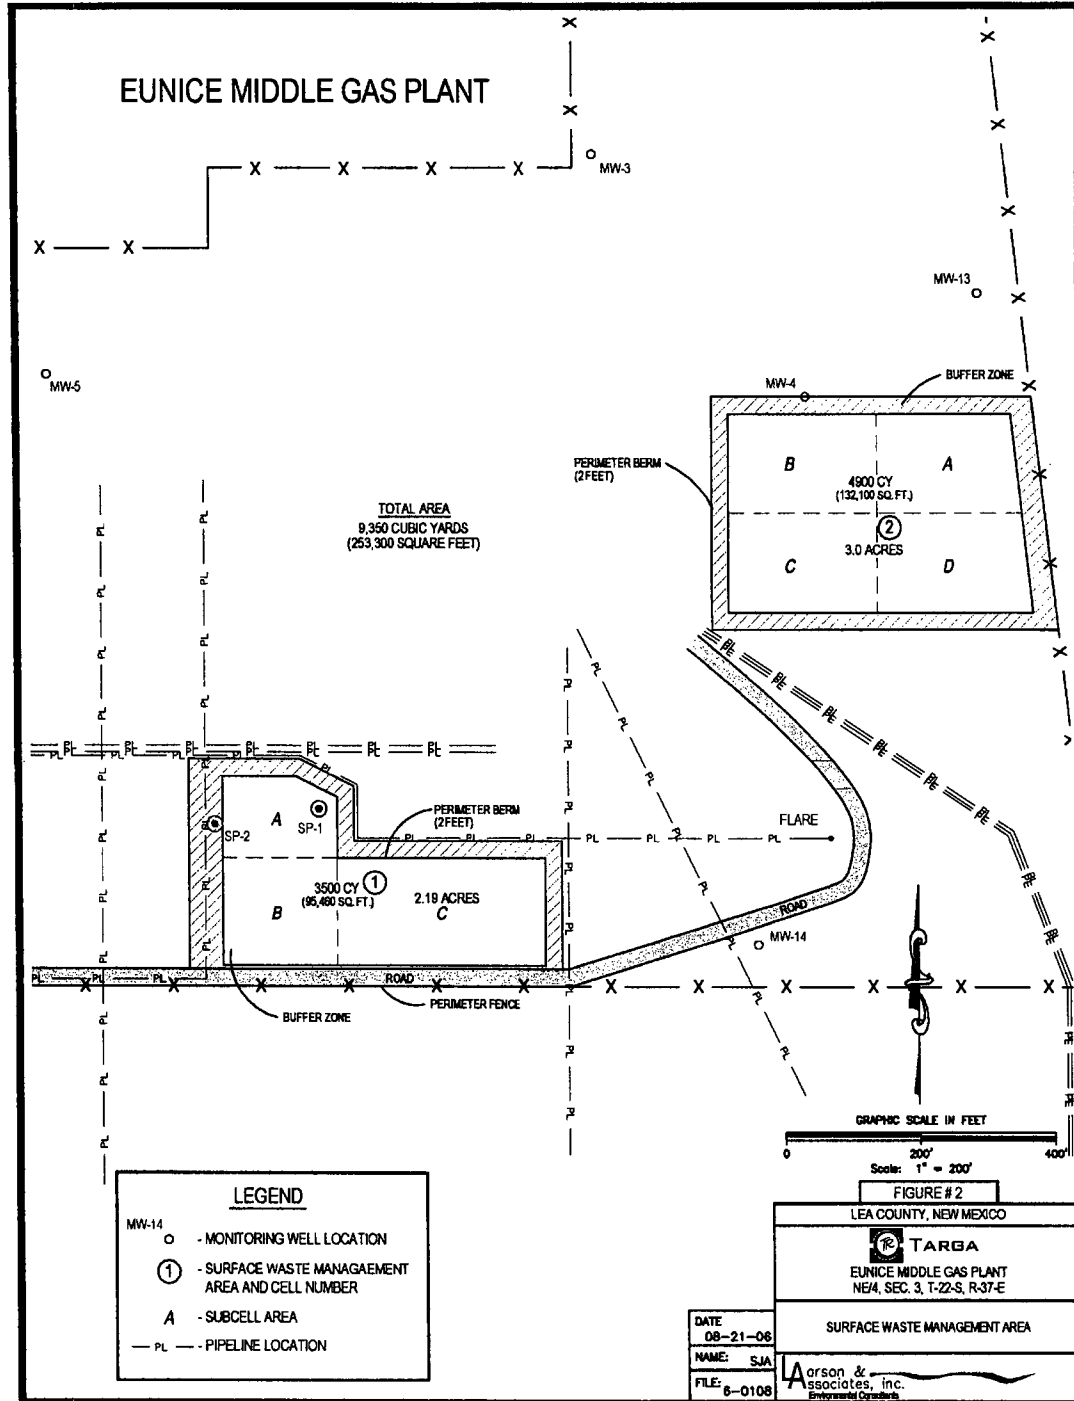 EUNICE MIDDLE GAS PLANT
MW-3
MW-13
MW-5
MW-4
BUFFER ZONE
PERIMETER BERM
(2 FEET)
B
A
4900 CY
(132,100 SQ. FT.)
2
3.0 ACRES
C
D
TOTAL AREA
9,350 CUBIC YARDS
(253,300 SQUARE FEET)
A
SP-1
SP-2
PERIMETER BERM
(2 FEET)
FLARE
3500 CY
(95,460 SQ. FT.)
1
2.19 ACRES
B
C
ROAD
MW-14
ROAD
PERIMETER FENCE
BUFFER ZONE
GRAPHIC SCALE IN FEET
0 200' 400'
Scale: 1" = 200'
FIGURE # 2
LEA COUNTY, NEW MEXICO
TARGA
EUNICE MIDDLE GAS PLANT
NE/4, SEC. 3, T-22-S, R-37-E
SURFACE WASTE MANAGEMENT AREA
DATE
08-21-06
NAME: SJA
FILE: 6-0108
Larson &
Associates, inc.
Environmental Consultants
LEGEND
MW-14
- MONITORING WELL LOCATION
1 - SURFACE WASTE MANAGAEMENT
AREA AND CELL NUMBER
A - SUBCELL AREA
— PL — - PIPELINE LOCATION